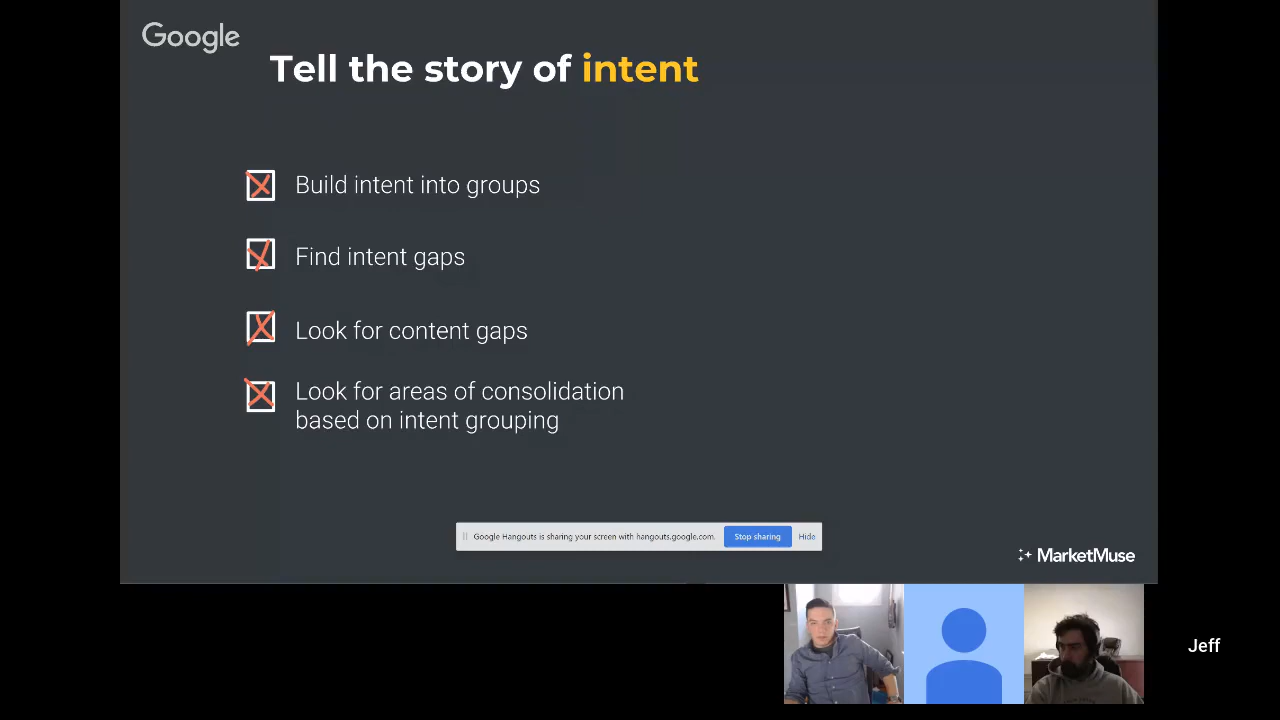 Google
Tell the story of intent
Build intent into groups
Find intent gaps
Look for content gaps
Look for areas of consolidation
based on intent grouping
Google Hangouts is sharing your screen with hangouts.google.com. Stop sharing Hide
MarketMuse
Jeff